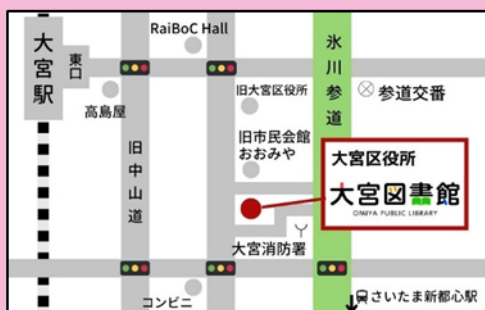 RaiBoC Hall
大宮駅
東口
高島屋
旧中山道
旧大宮区役所
旧市民会館
おおみや
氷川参道
参道交番
大宮区役所
大宮図書館
OMIYA PUBLIC LIBRARY
大宮消防署
コンビニ
さいたま新都心駅